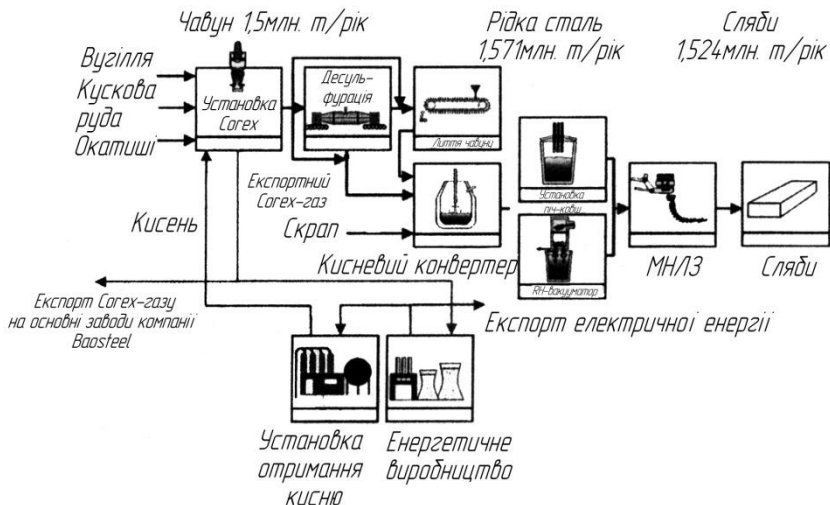 Чавун 1,5млн. т/рік
Рідка сталь
1,571млн. т/рік
Сляби
1,524млн. т/рік
Вугілля
Кускова
руда
Окатиші
Установка
Corex
Десуль-
фурація
Лиття чавуни
Експортний
Corex-газ
Скрап
Кисень
Установка
піч-ковш
RH-вакууматор
Кисневий конвертер
МНЛЗ
Сляби
Експорт Corex-газу
на основні заводи компанії
Baosteel
Експорт електричної енергії
Установка
отримання
кисню
Енергетичне
виробництво